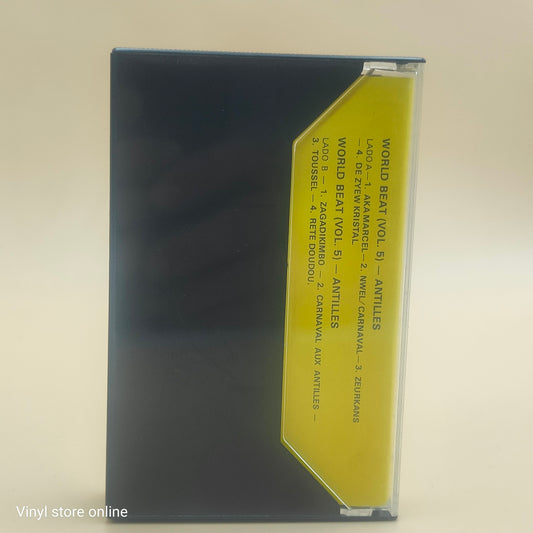 WORLD BEAT (VOL. 5) — ANTILLES
LADO A — 1. AKA MARCEL — 2. NWEL/CARNAVAL — 3. ZEURKANS
— 4. DE ZYEW KRISTAL
WORLD BEAT (VOL. 5) — ANTILLES
LADO B — 1. ZAGADIKIMBO — 2. CARNAVAL AUX ANTILLES —
3. TOUSSEL — 4. RETE DOUDOU.
Vinyl store online